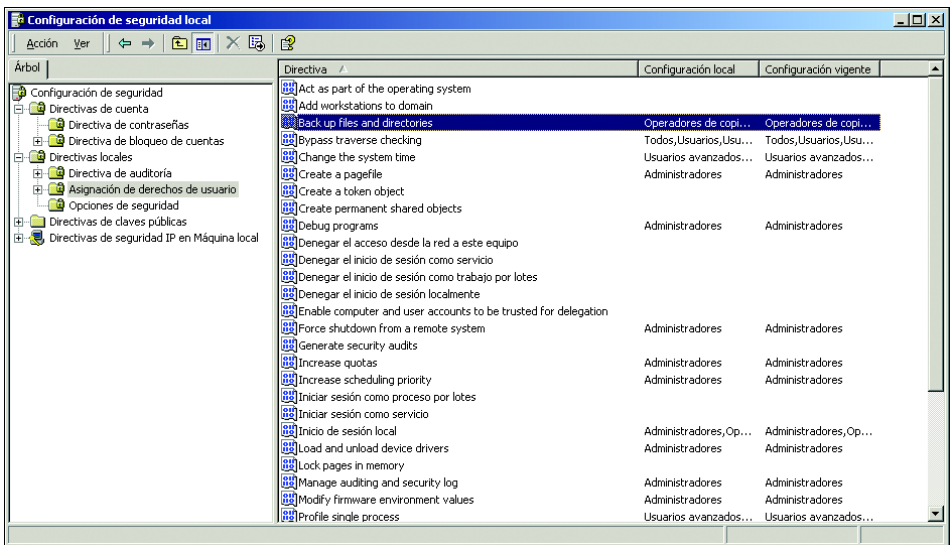 Configuración de seguridad local
Acción Ver
Árbol
Configuración de seguridad
Directivas de cuenta
Directiva de contraseñas
Directiva de bloqueo de cuentas
Directivas locales
Directiva de auditoría
Asignación de derechos de usuario
Opciones de seguridad
Directivas de claves públicas
Directivas de seguridad IP en Máquina local
Directiva Configuración local Configuración vigente
Act as part of the operating system
Add workstations to domain
Back up files and directories Operadores de copi... Operadores de copi...
Bypass traverse checking Todos,Usuarios,Usu... Todos,Usuarios,Usu...
Change the system time Usuarios avanzados... Usuarios avanzados...
Create a pagefile Administradores Administradores
Create a token object
Create permanent shared objects
Debug programs Administradores Administradores
Denegar el acceso desde la red a este equipo
Denegar el inicio de sesión como servicio
Denegar el inicio de sesión como trabajo por lotes
Denegar el inicio de sesión localmente
Enable computer and user accounts to be trusted for delegation
Force shutdown from a remote system Administradores Administradores
Generate security audits
Increase quotas Administradores Administradores
Increase scheduling priority Administradores Administradores
Iniciar sesión como proceso por lotes
Iniciar sesión como servicio
Inicio de sesión local Administradores,Op... Administradores,Op...
Load and unload device drivers Administradores Administradores
Lock pages in memory
Manage auditing and security log Administradores Administradores
Modify firmware environment values Administradores Administradores
Profile single process Usuarios avanzados... Usuarios avanzados...